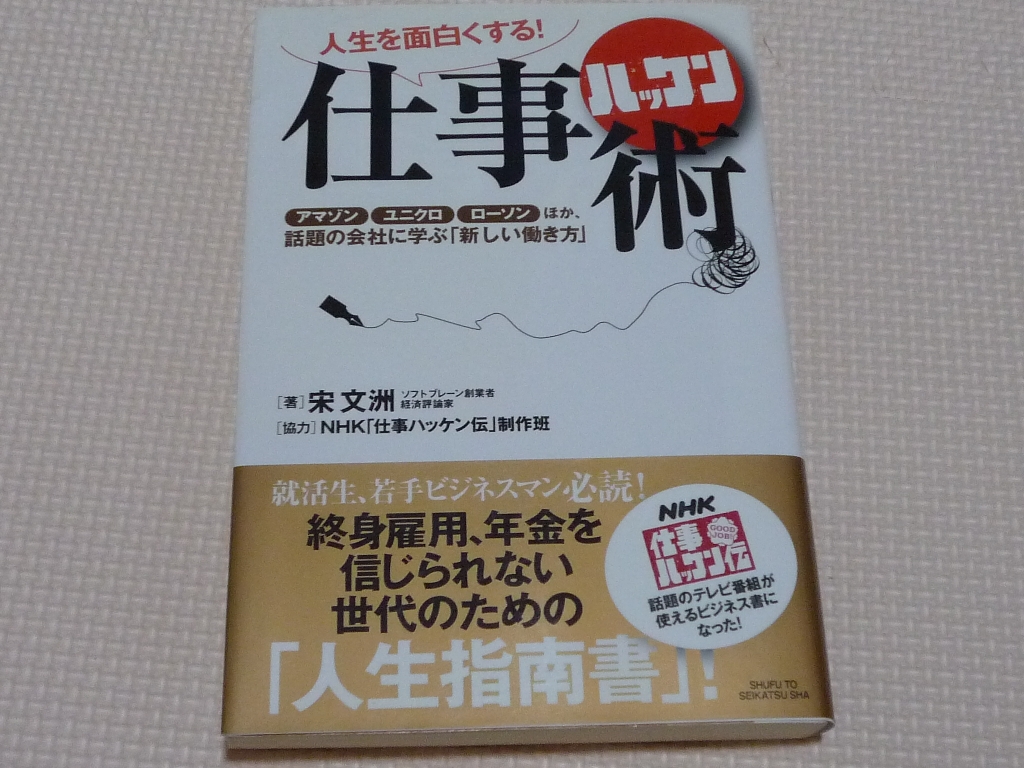 人生を面白くする!
仕事
ハッケン
術
アマゾン ユニクロ ローソン ほか、
話題の会社に学ぶ「新しい働き方」
[著] 宋 文洲 ソフトブレーン創業者
経済評論家
[協力] NHK「仕事ハッケン伝」制作班
就活生、若手ビジネスマン必読!
終身雇用、年金を
信じられない
世代のための
「人生指南書」!
NHK
仕事
GOOD
JOB!!
ハッケン伝
話題のテレビ番組が
使えるビジネス書に
なった!
SHUFU TO
SEIKATSU SHA